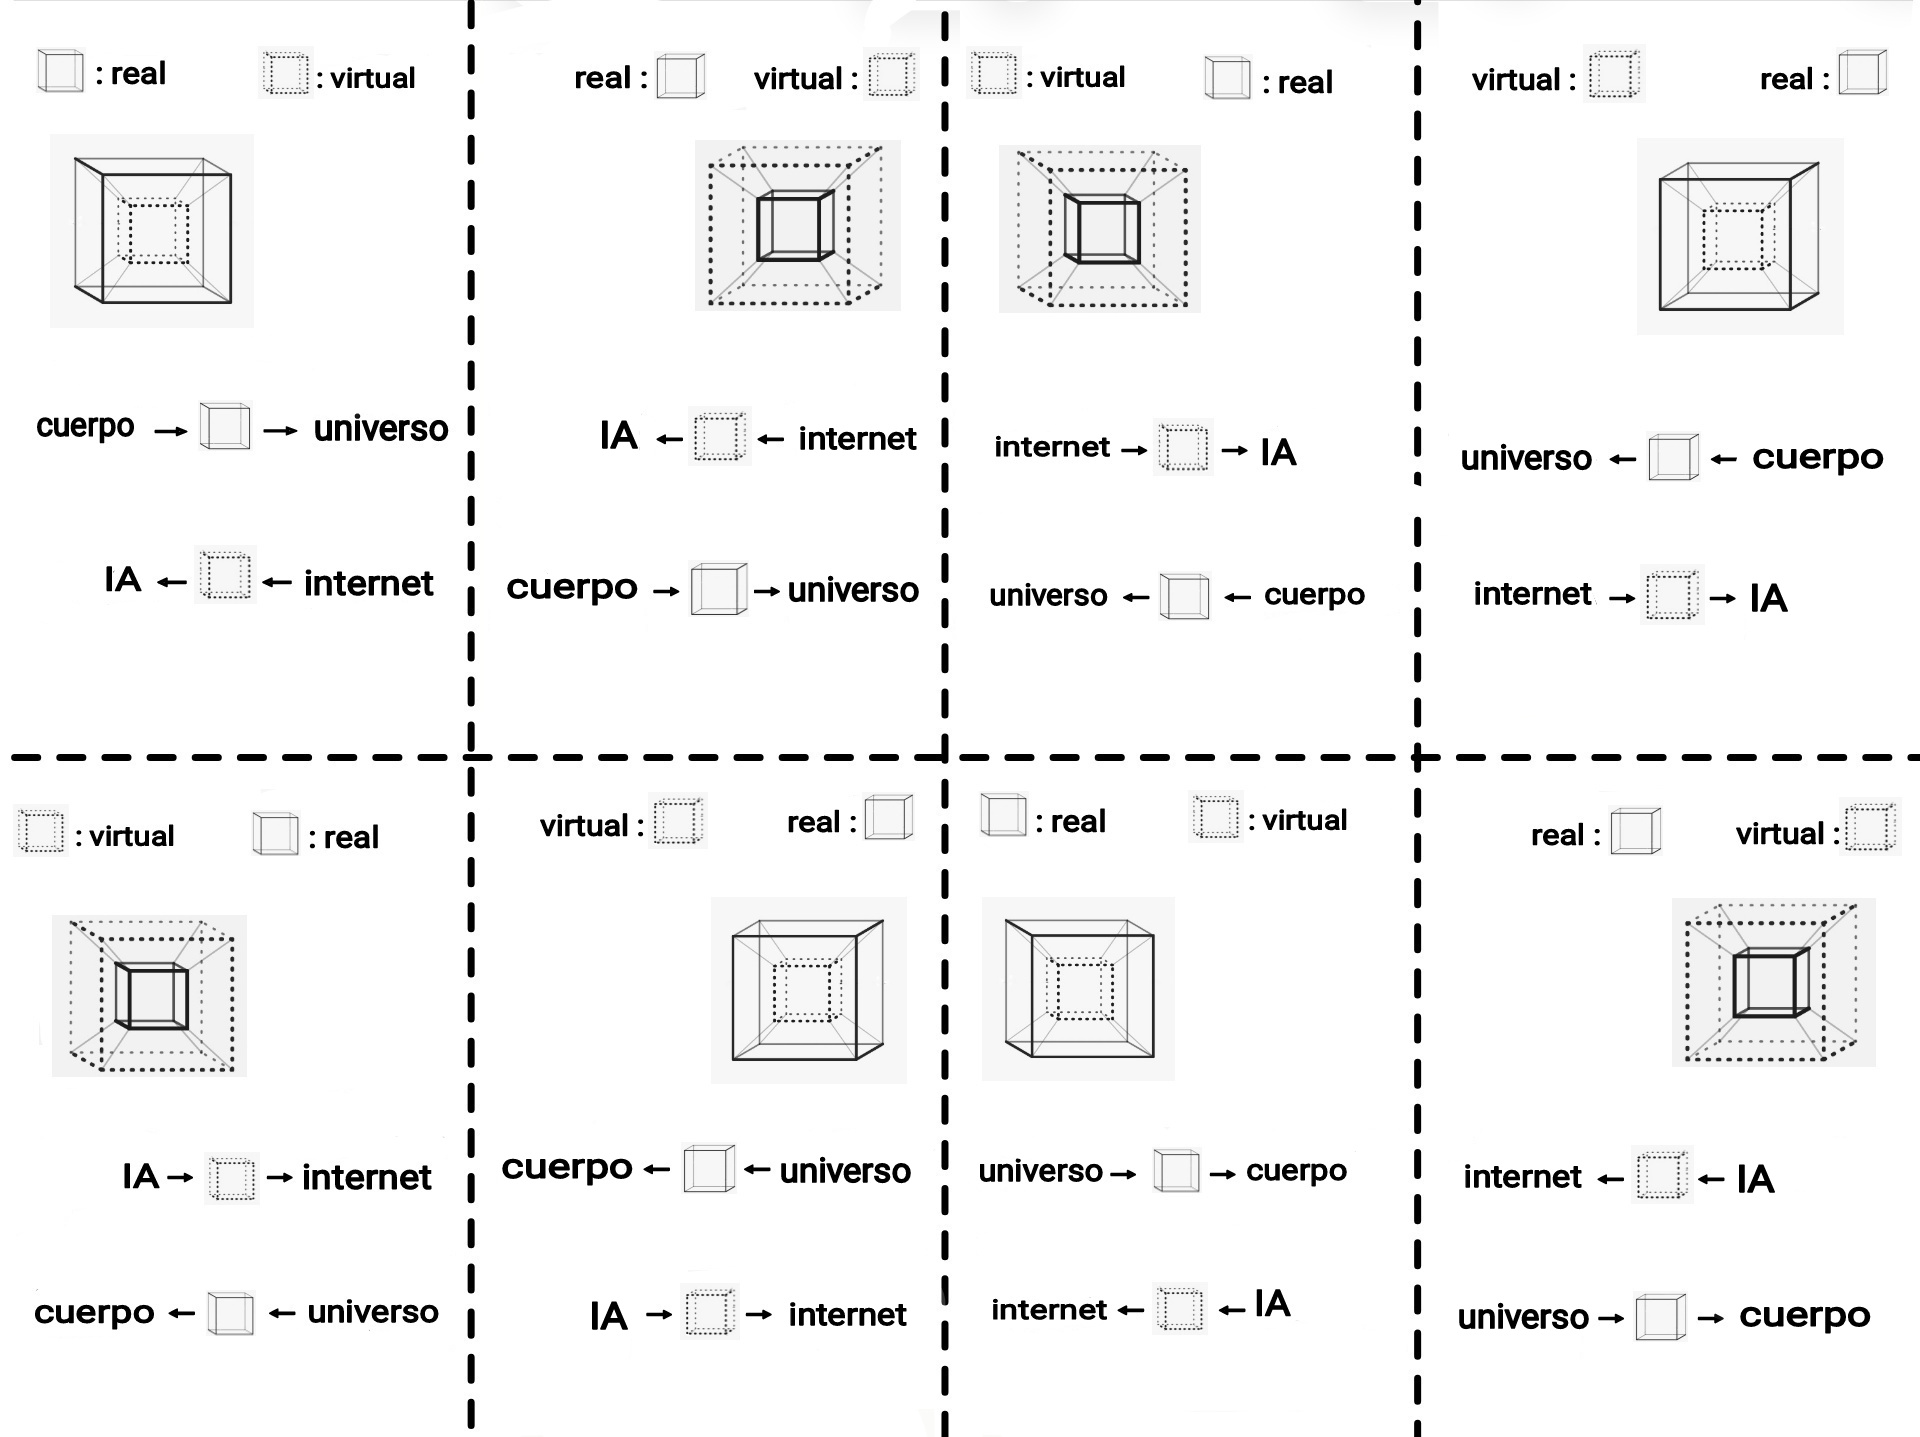 : real : virtual
cuerpo → → universo
IA ← ← internet
real : virtual :
IA ← ← internet
cuerpo → → universo
: virtual : real
internet → → IA
universo ← ← cuerpo
virtual : real :
universo ← ← cuerpo
internet → → IA
: virtual : real
IA → → internet
cuerpo ← ← universo
virtual : real :
cuerpo ← ← universo
IA → → internet
: real : virtual
universo → → cuerpo
internet ← ← IA
real : virtual :
internet ← ← IA
universo → → cuerpo